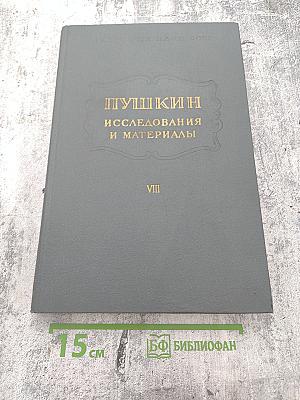 ПУШКИН
ИССЛЕДОВАНИЯ
И МАТЕРИАЛЫ
VIII
15 см
БФ БИБЛИОФАН